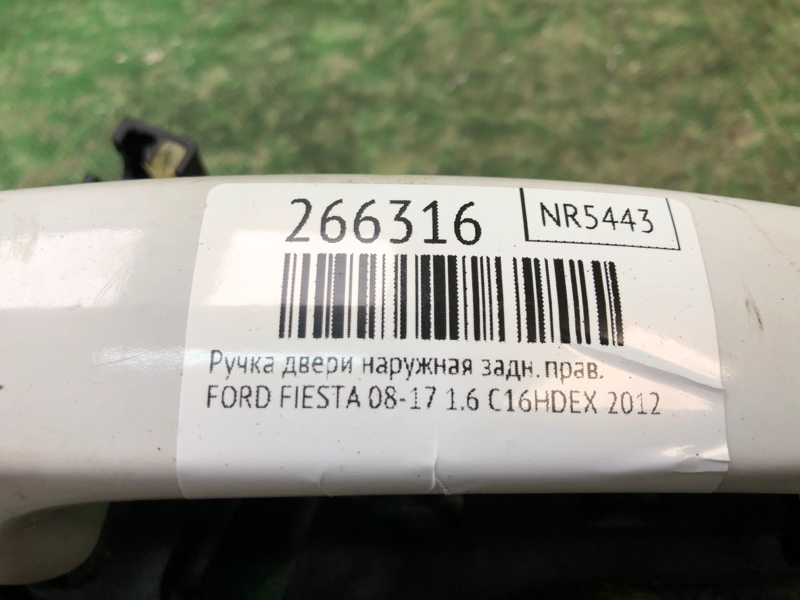 266316
NR5443
Ручка двери наружная задн.прав.
FORD FIESTA 08-17 1.6 C16HDEX 2012